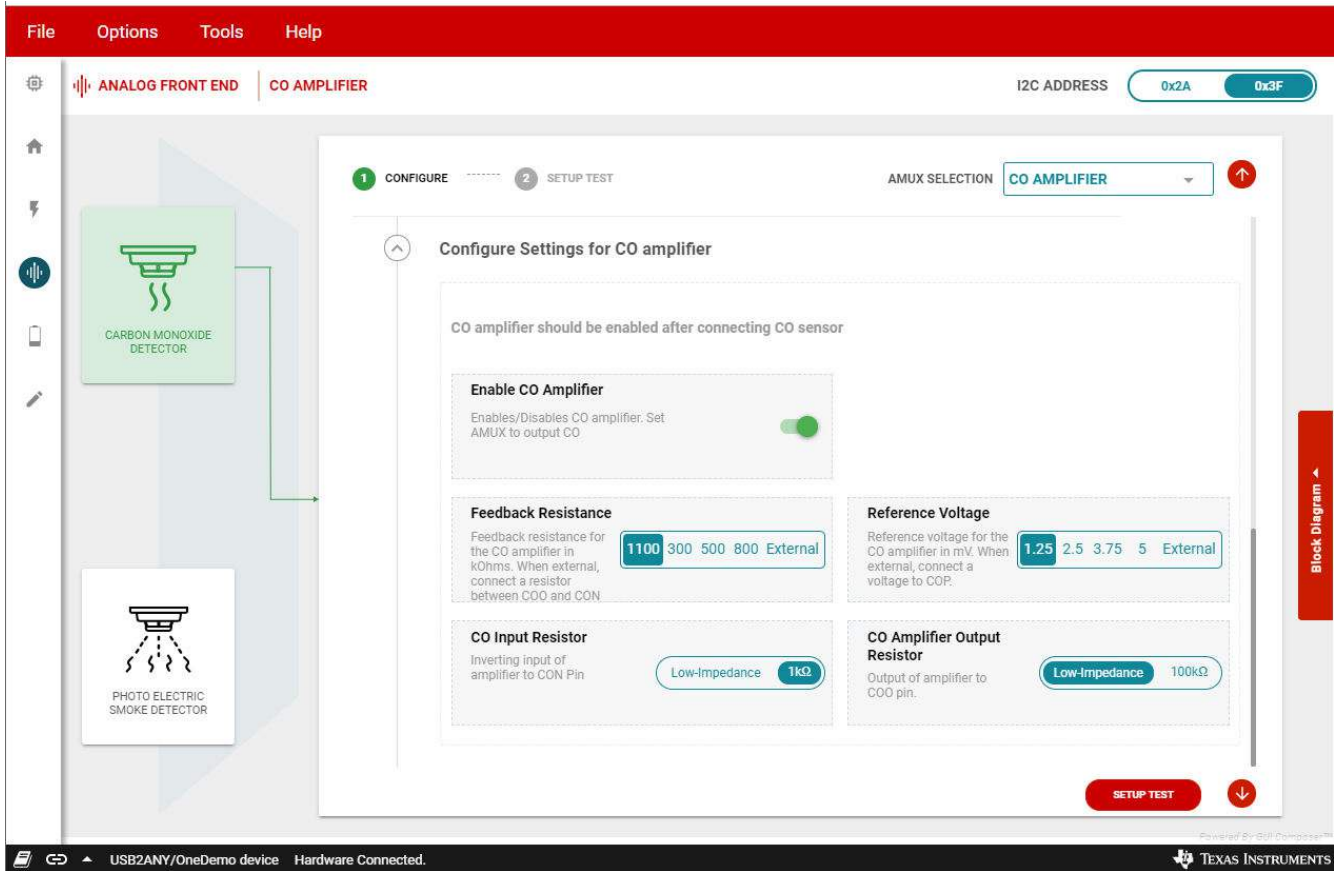 File Options Tools Help
ANALOG FRONT END CO AMPLIFIER I2C ADDRESS 0x2A 0x3F
1 CONFIGURE ------- 2 SETUP TEST AMUX SELECTION CO AMPLIFIER
CARBON MONOXIDE
DETECTOR
PHOTO ELECTRIC
SMOKE DETECTOR
Configure Settings for CO amplifier
CO amplifier should be enabled after connecting CO sensor
Enable CO Amplifier
Enables/Disables CO amplifier. Set
AMUX to output CO
Feedback Resistance
Feedback resistance for
the CO amplifier in
kOhms. When external,
connect a resistor
between COO and CON
1100 300 500 800 External
Reference Voltage
Reference voltage for the
CO amplifier in mV. When
external, connect a
voltage to COP.
1.25 2.5 3.75 5 External
CO Input Resistor
Inverting input of
amplifier to CON Pin
Low-Impedance 1kΩ
CO Amplifier Output
Resistor
Output of amplifier to
COO pin.
Low-Impedance 100kΩ
SETUP TEST
Block Diagram
Powered By GUI Composer™
USB2ANY/OneDemo device Hardware Connected.
TEXAS INSTRUMENTS